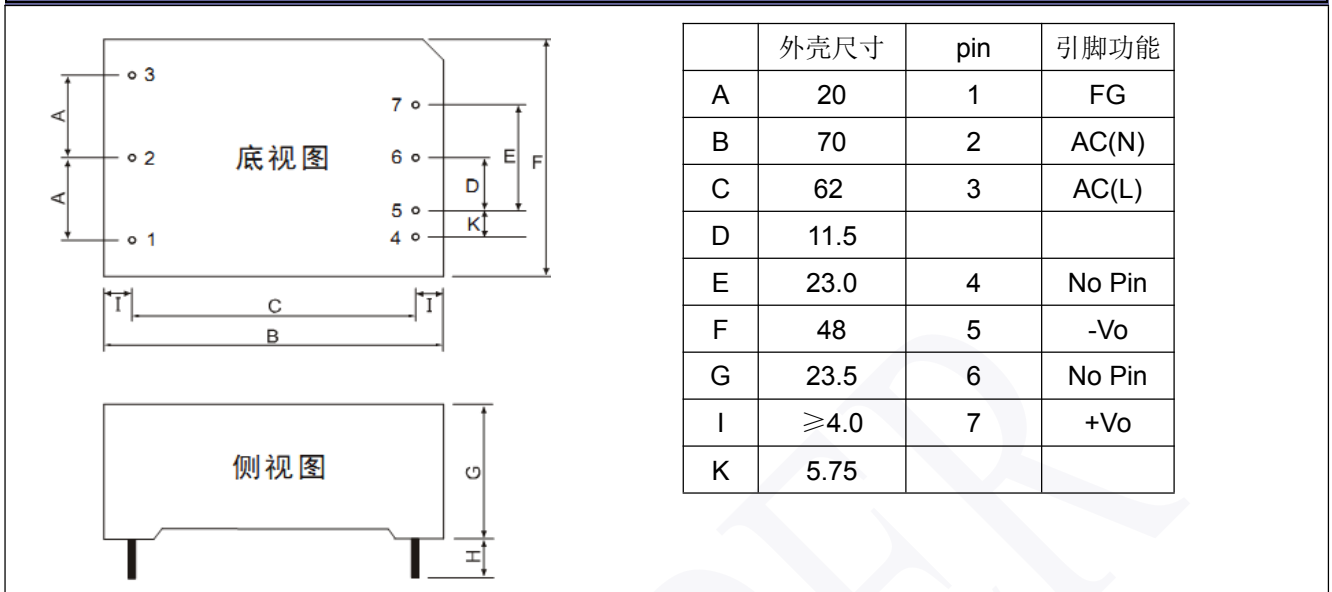 3
7
A
2
底视图
6
E
F
D
A
5
K
1
4
I
C
I
B
侧视图
G
H
外壳尺寸 pin 引脚功能
A 20 1 FG
B 70 2 AC(N)
C 62 3 AC(L)
D 11.5
E 23.0 4 No Pin
F 48 5 -Vo
G 23.5 6 No Pin
I ≥4.0 7 +Vo
K 5.75